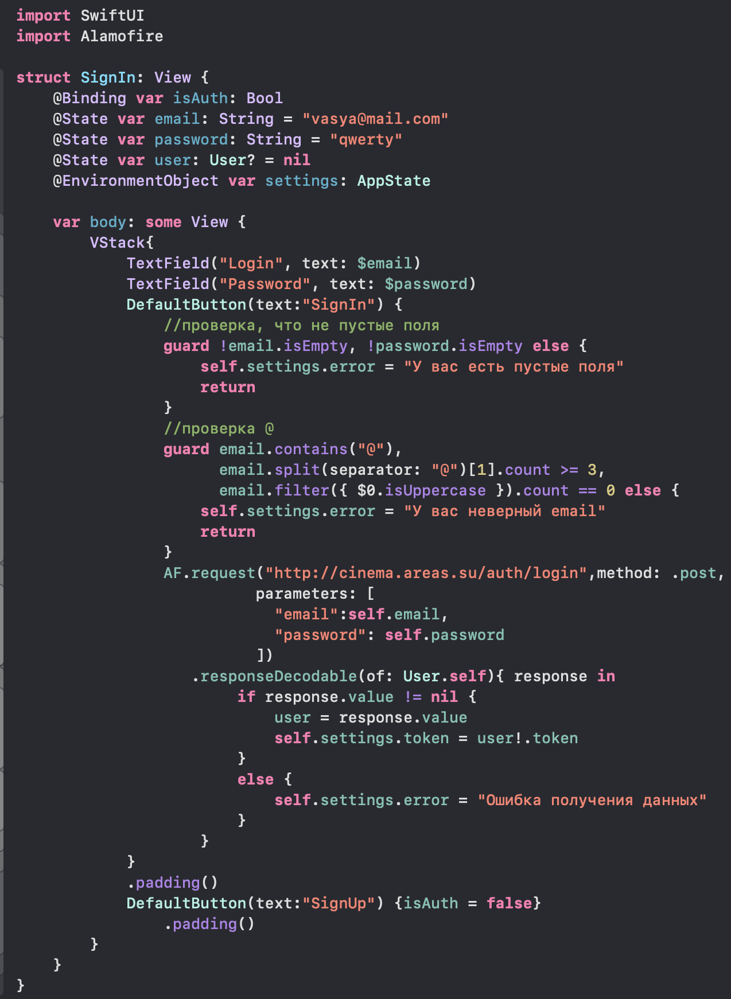 import SwiftUI
import Alamofire

struct SignIn: View {
    @Binding var isAuth: Bool
    @State var email: String = "vasya@mail.com"
    @State var password: String = "qwerty"
    @State var user: User? = nil
    @EnvironmentObject var settings: AppState

    var body: some View {
        VStack{
            TextField("Login", text: $email)
            TextField("Password", text: $password)
            DefaultButton(text:"SignIn") {
                //проверка, что не пустые поля
                guard !email.isEmpty, !password.isEmpty else {
                    self.settings.error = "У вас есть пустые поля"
                    return
                }
                //проверка @
                guard email.contains("@"),
                      email.split(separator: "@")[1].count >= 3,
                      email.filter({ $0.isUppercase }).count == 0 else {
                    self.settings.error = "У вас неверный email"
                    return
                }
                AF.request("http://cinema.areas.su/auth/login",method: .post,
                          parameters: [
                            "email":self.email,
                            "password": self.password
                          ])
                   .responseDecodable(of: User.self){ response in
                        if response.value != nil {
                            user = response.value
                            self.settings.token = user!.token
                        }
                        else {
                            self.settings.error = "Ошибка получения данных"
                        }
                    }
            }
            .padding()
            DefaultButton(text:"SignUp") {isAuth = false}
                .padding()
        }
    }
}